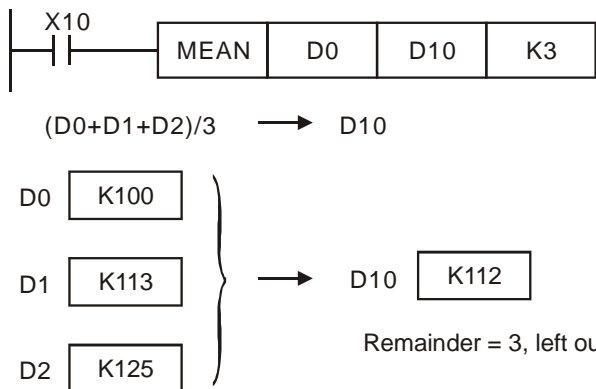 X10
MEAN D0 D10 K3
(D0+D1+D2)/3 D10
D0 K100
D1 K113 D10 K112
Remainder = 3, left
D2 K125